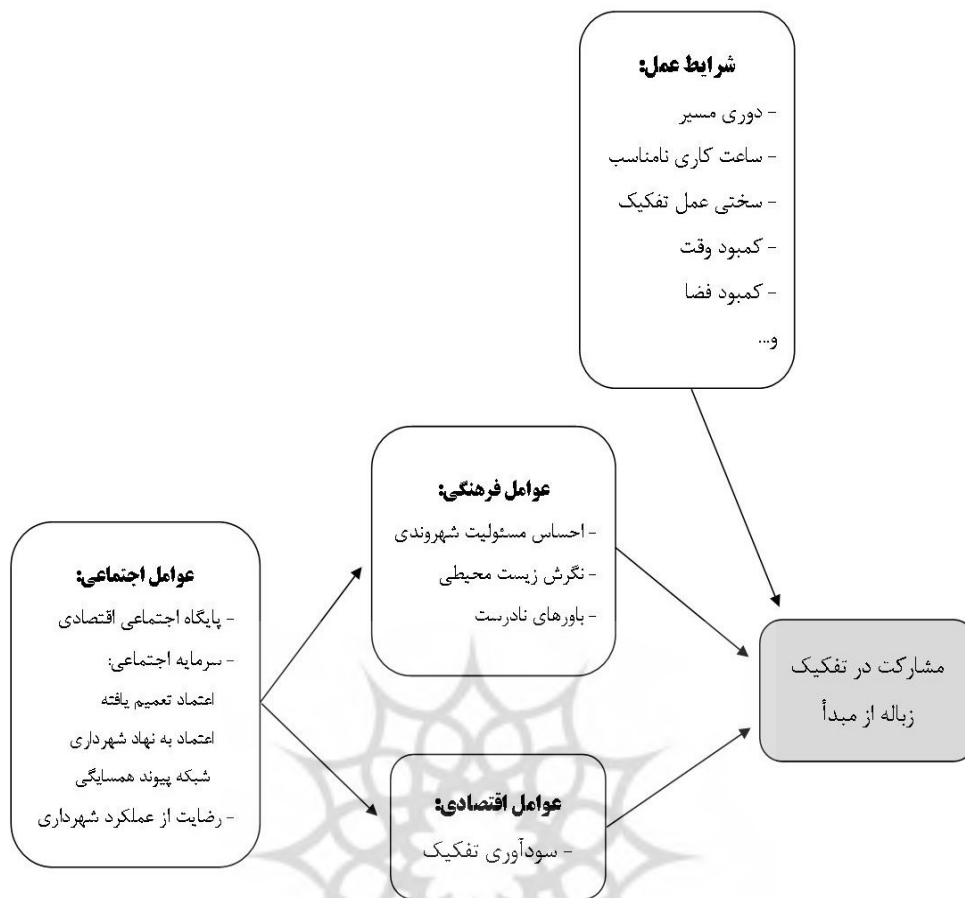 شرایط عمل:
- دوری مسیر
- ساعت کاری نامناسب
- سختی عمل تفکیک
- کمبود وقت
- کمبود فضا
و...
عوامل فرهنگی:
- احساس مسئولیت شهروندی
- نگرش زیست محیطی
- باورهای نادرست
عوامل اجتماعی:
- پایگاه اجتماعی اقتصادی
- سرمایه اجتماعی:
اعتماد تعمیم یافته
اعتماد به نهاد شهرداری
شبکه پیوند همسایگی
- رضایت از عملکرد شهرداری
مشارکت در تفکیک
زباله از مبدأ
عوامل اقتصادی:
- سودآوری تفکیک